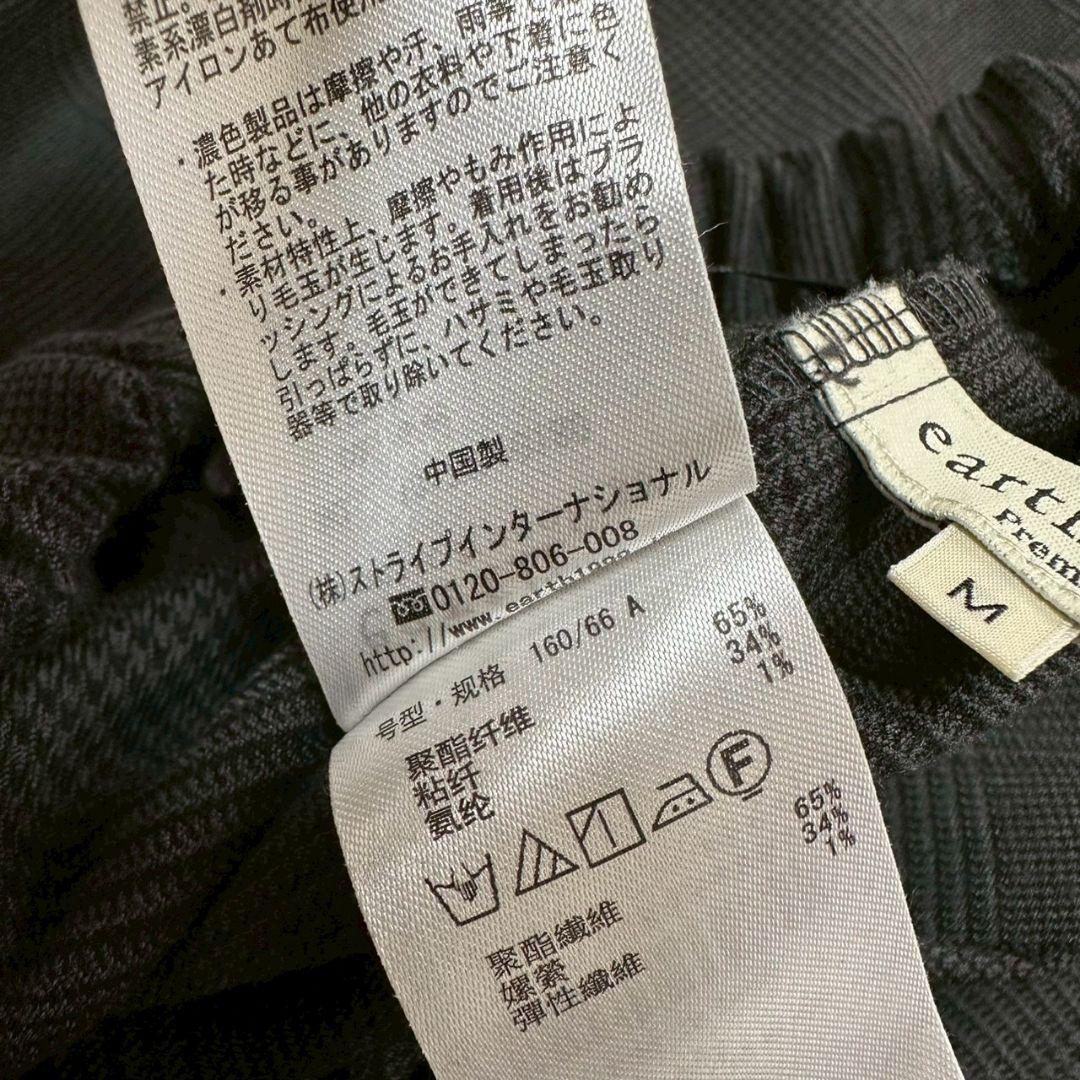 禁止。
素系漂白剤時
アイロンあて布使用
・濃色製品は摩擦や汗、雨等で色
た時などに、他の衣料や下着に
が移る事がありますのでご注意く
ださい。
・素材特性上、摩擦やもみ作用によ
り毛玉が生じます。着用後はブラ
ッシングによるお手入れをお勧め
します。毛玉ができてしまったら
引っぱらずに、ハサミや毛玉取り
器等で取り除いてください。
中国製
(株)ストライプインターナショナル
0120-806-008
http://www.earth1999
号型・规格 160/66 A
聚酯纤维 65%
粘纤 34%
氨纶 1%
F
聚酯纖維 65%
嫘縈 34%
彈性纖維 1%
earth
Prem
M